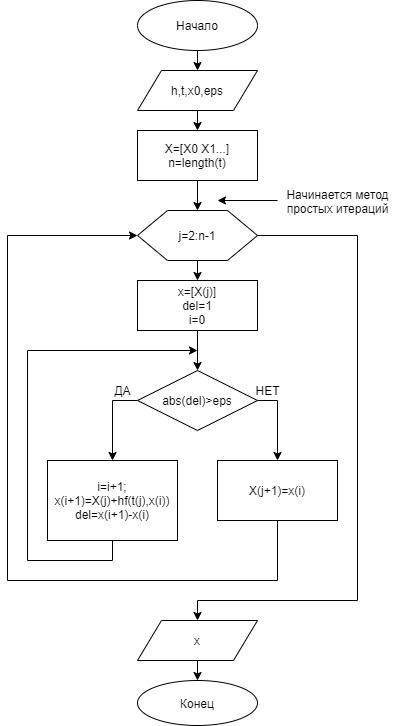 Начало
h,t,x0,eps
X=[X0 X1...]
n=length(t)
Начинается метод
простых итераций
j=2:n-1
x=[X(j)]
del=1
i=0
ДА
abs(del)>eps
НЕТ
i=i+1;
x(i+1)=X(j)+hf(t(j),x(i))
del=x(i+1)-x(i)
X(j+1)=x(i)
x
Конец